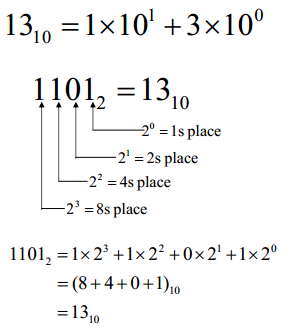 13₁₀ = 1×10¹ + 3×10⁰
1101₂ = 13₁₀
2⁰ = 1s place
2¹ = 2s place
2² = 4s place
2³ = 8s place
1101₂ = 1×2³ + 1×2² + 0×2¹ + 1×2⁰
= (8+4+0+1)₁₀
= 13₁₀